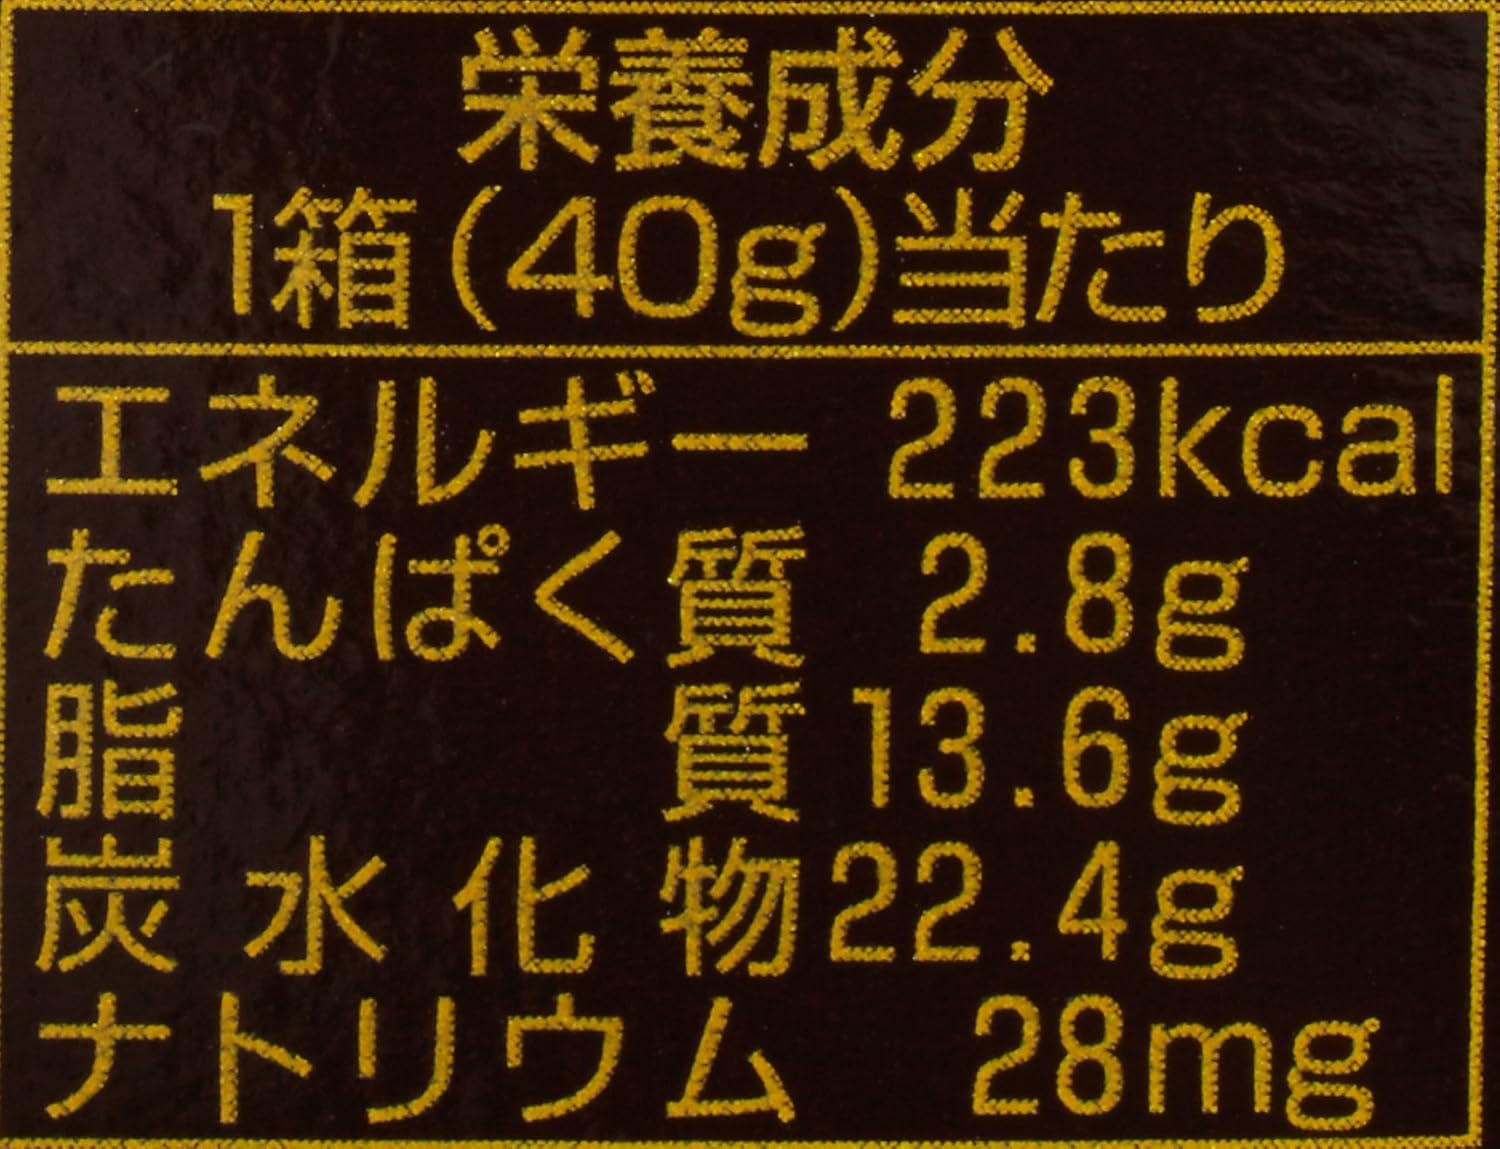 栄養成分
1箱(40g)当たり
エネルギー 223kcal
たんぱく質 2.8g
脂質 13.6g
炭水化物 22.4g
ナトリウム 28mg